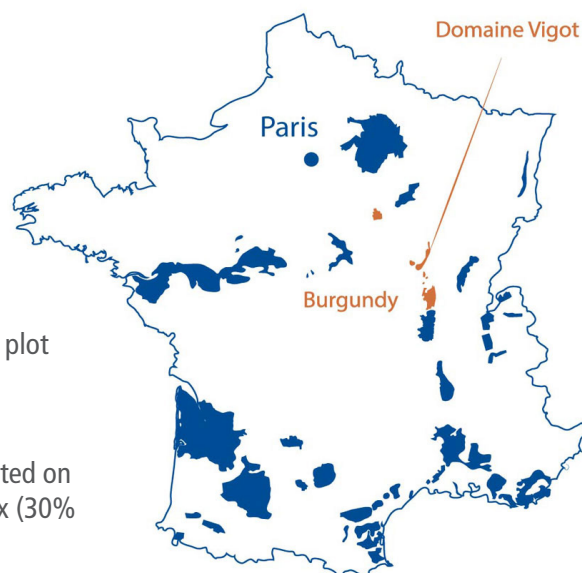 Domaine Vigot
Paris
Burgundy
plot
ted on
x (30%